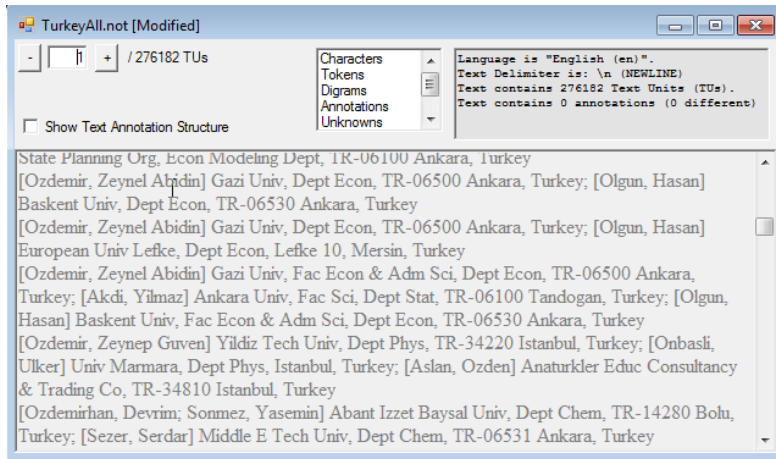 TurkeyAll.not [Modified]
- 1 + / 276182 TUs
Show Text Annotation Structure
Characters
Tokens
Digrams
Annotations
Unknowns
Language is "English (en)".
Text Delimiter is: \n (NEWLINE)
Text contains 276182 Text Units (TUs).
Text contains 0 annotations (0 different)
State Planning Org, Econ Modeling Dept, TR-06100 Ankara, Turkey
[Ozdemir, Zeynel Abidin] Gazi Univ, Dept Econ, TR-06500 Ankara, Turkey; [Olgun, Hasan]
Baskent Univ, Dept Econ, TR-06530 Ankara, Turkey
[Ozdemir, Zeynel Abidin] Gazi Univ, Dept Econ, TR-06500 Ankara, Turkey; [Olgun, Hasan]
European Univ Lefke, Dept Econ, Lefke 10, Mersin, Turkey
[Ozdemir, Zeynel Abidin] Gazi Univ, Fac Econ & Adm Sci, Dept Econ, TR-06500 Ankara,
Turkey; [Akdi, Yilmaz] Ankara Univ, Fac Sci, Dept Stat, TR-06100 Tandogan, Turkey; [Olgun,
Hasan] Baskent Univ, Fac Econ & Adm Sci, Dept Econ, TR-06530 Ankara, Turkey
[Ozdemir, Zeynep Guven] Yildiz Tech Univ, Dept Phys, TR-34220 Istanbul, Turkey; [Onbasli,
Ulker] Univ Marmara, Dept Phys, Istanbul, Turkey; [Aslan, Ozden] Anaturkler Educ Consultancy
& Trading Co, TR-34810 Istanbul, Turkey
[Ozdemirhan, Devrim; Sonmez, Yasemin] Abant Izzet Baysal Univ, Dept Chem, TR-14280 Bolu,
Turkey; [Sezer, Serdar] Middle E Tech Univ, Dept Chem, TR-06531 Ankara, Turkey